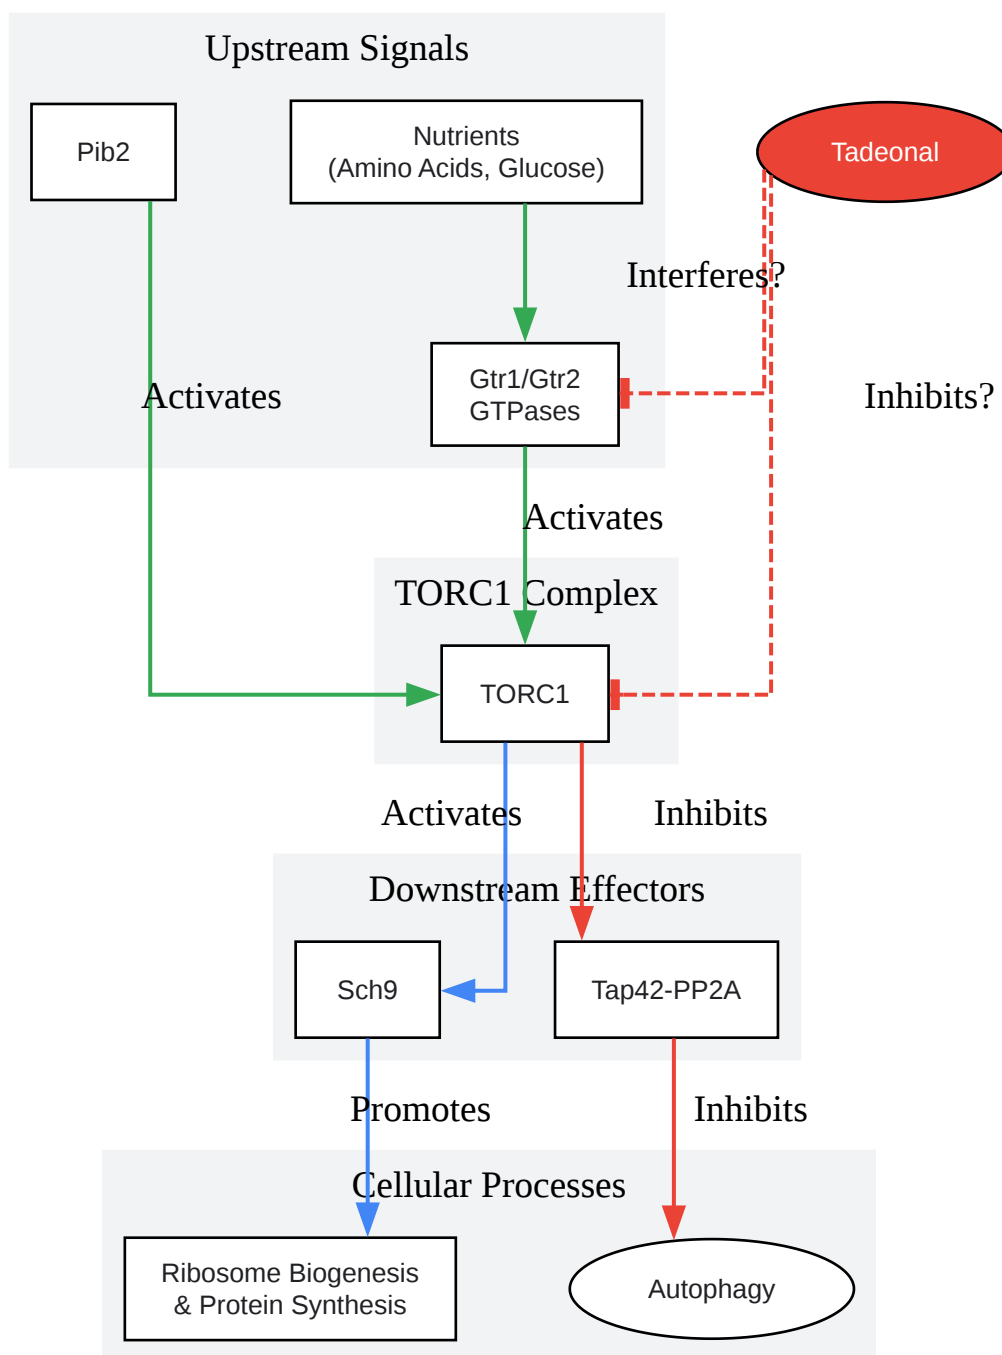 Upstream Signals
Pib2
Nutrients
(Amino Acids, Glucose)
Tadeonal
Interferes?
Gtr1/Gtr2
GTPases
Activates
Inhibits?
Activates
TORC1 Complex
TORC1
Activates
Inhibits
Downstream Effectors
Sch9
Tap42-PP2A
Promotes
Inhibits
Cellular Processes
Ribosome Biogenesis
& Protein Synthesis
Autophagy